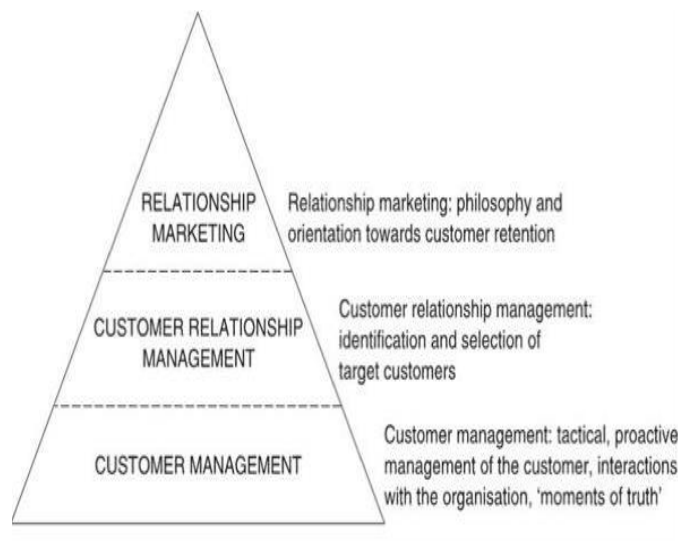 RELATIONSHIP
MARKETING
Relationship marketing: philosophy and
orientation towards customer retention
CUSTOMER RELATIONSHIP
MANAGEMENT
Customer relationship management:
identification and selection of
target customers
CUSTOMER MANAGEMENT
Customer management: tactical, proactive
management of the customer, interactions
with the organisation, ‘moments of truth’